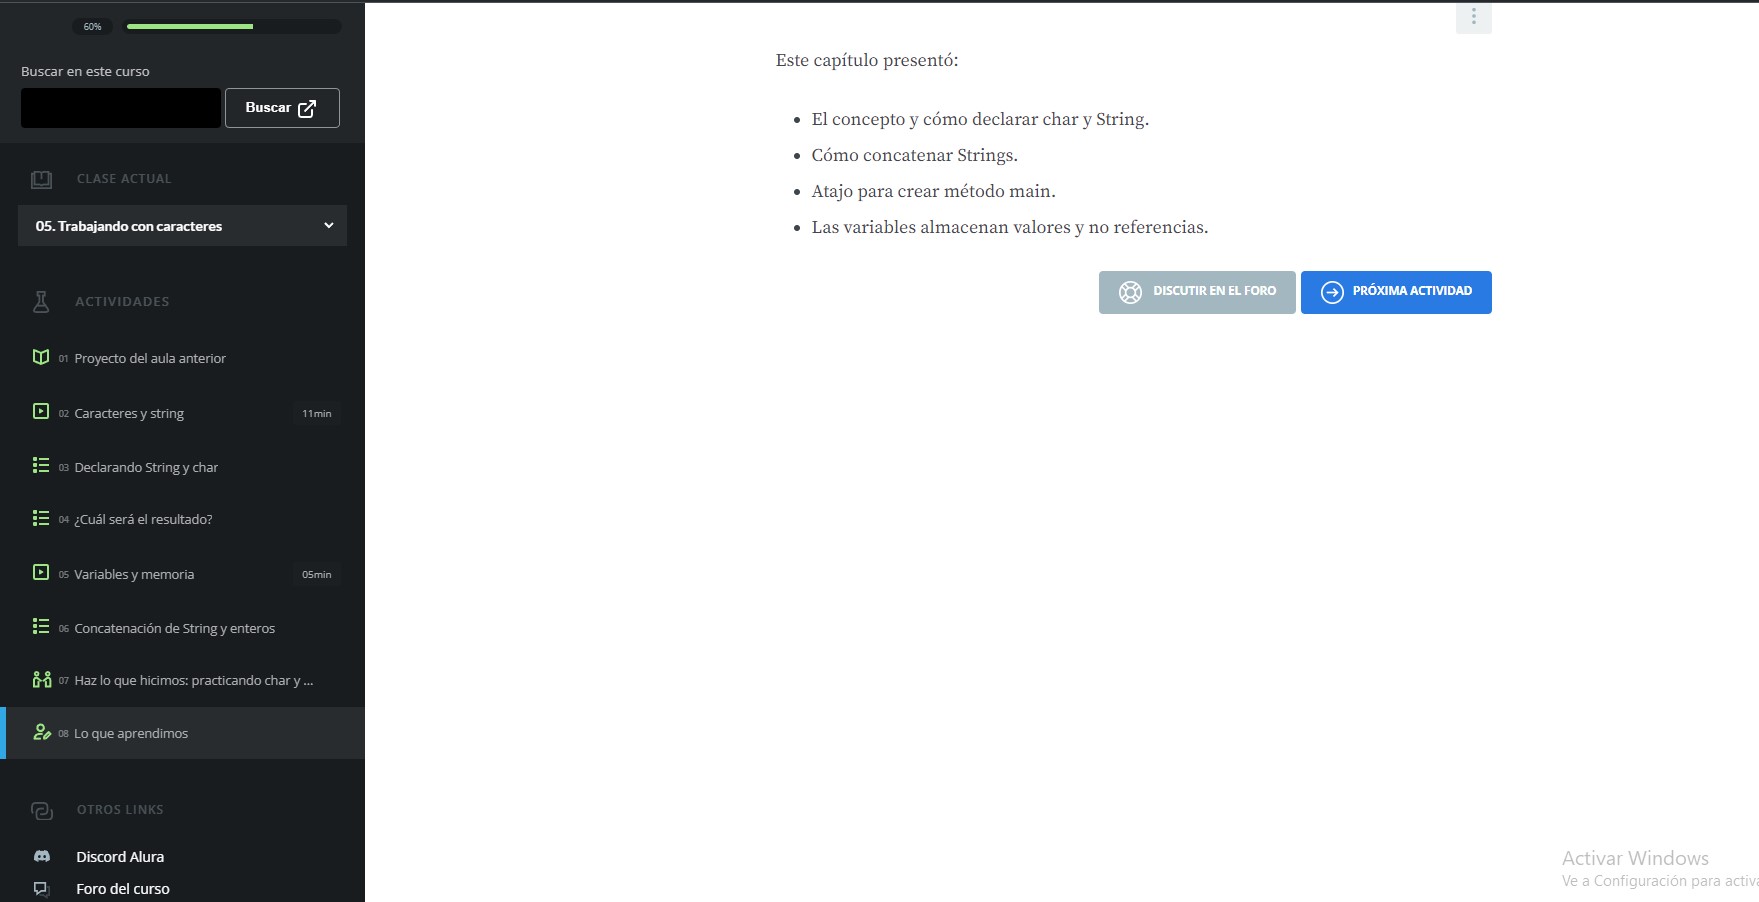 60%
Buscar en este curso
Buscar
CLASE ACTUAL
05. Trabajando con caracteres
ACTIVIDADES
01 Proyecto del aula anterior
02 Caracteres y string 11min
03 Declarando String y char
04 ¿Cuál será el resultado?
05 Variables y memoria 05min
06 Concatenación de String y enteros
07 Haz lo que hicimos: practicando char y ...
08 Lo que aprendimos
OTROS LINKS
Discord Alura
Foro del curso
Este capítulo presentó:
El concepto y cómo declarar char y String.
Cómo concatenar Strings.
Atajo para crear método main.
Las variables almacenan valores y no referencias.
DISCUTIR EN EL FORO
PRÓXIMA ACTIVIDAD
Activar Windows
Ve a Configuración para activa